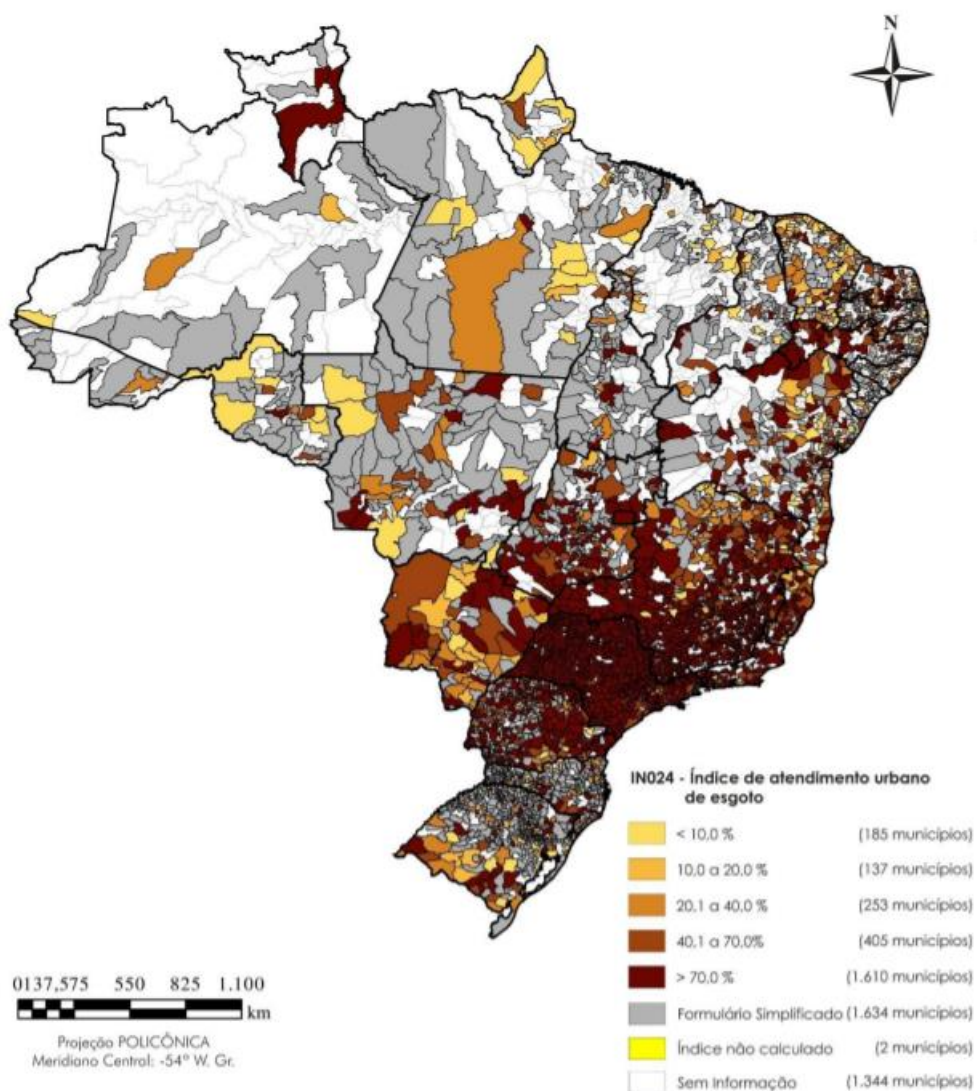 N
IN024 - Índice de atendimento urbano
de esgoto
< 10,0 % (185 municípios)
10,0 a 20,0 % (137 municípios)
20,1 a 40,0 % (253 municípios)
40,1 a 70,0% (405 municípios)
> 70,0 % (1.610 municípios)
Formulário Simplificado (1.634 municípios)
Índice não calculado (2 municípios)
Sem Informação (1.344 municípios)
0137,575 550 825 1.100
km
Projeção POLICÔNICA
Meridiano Central: -54° W. Gr.